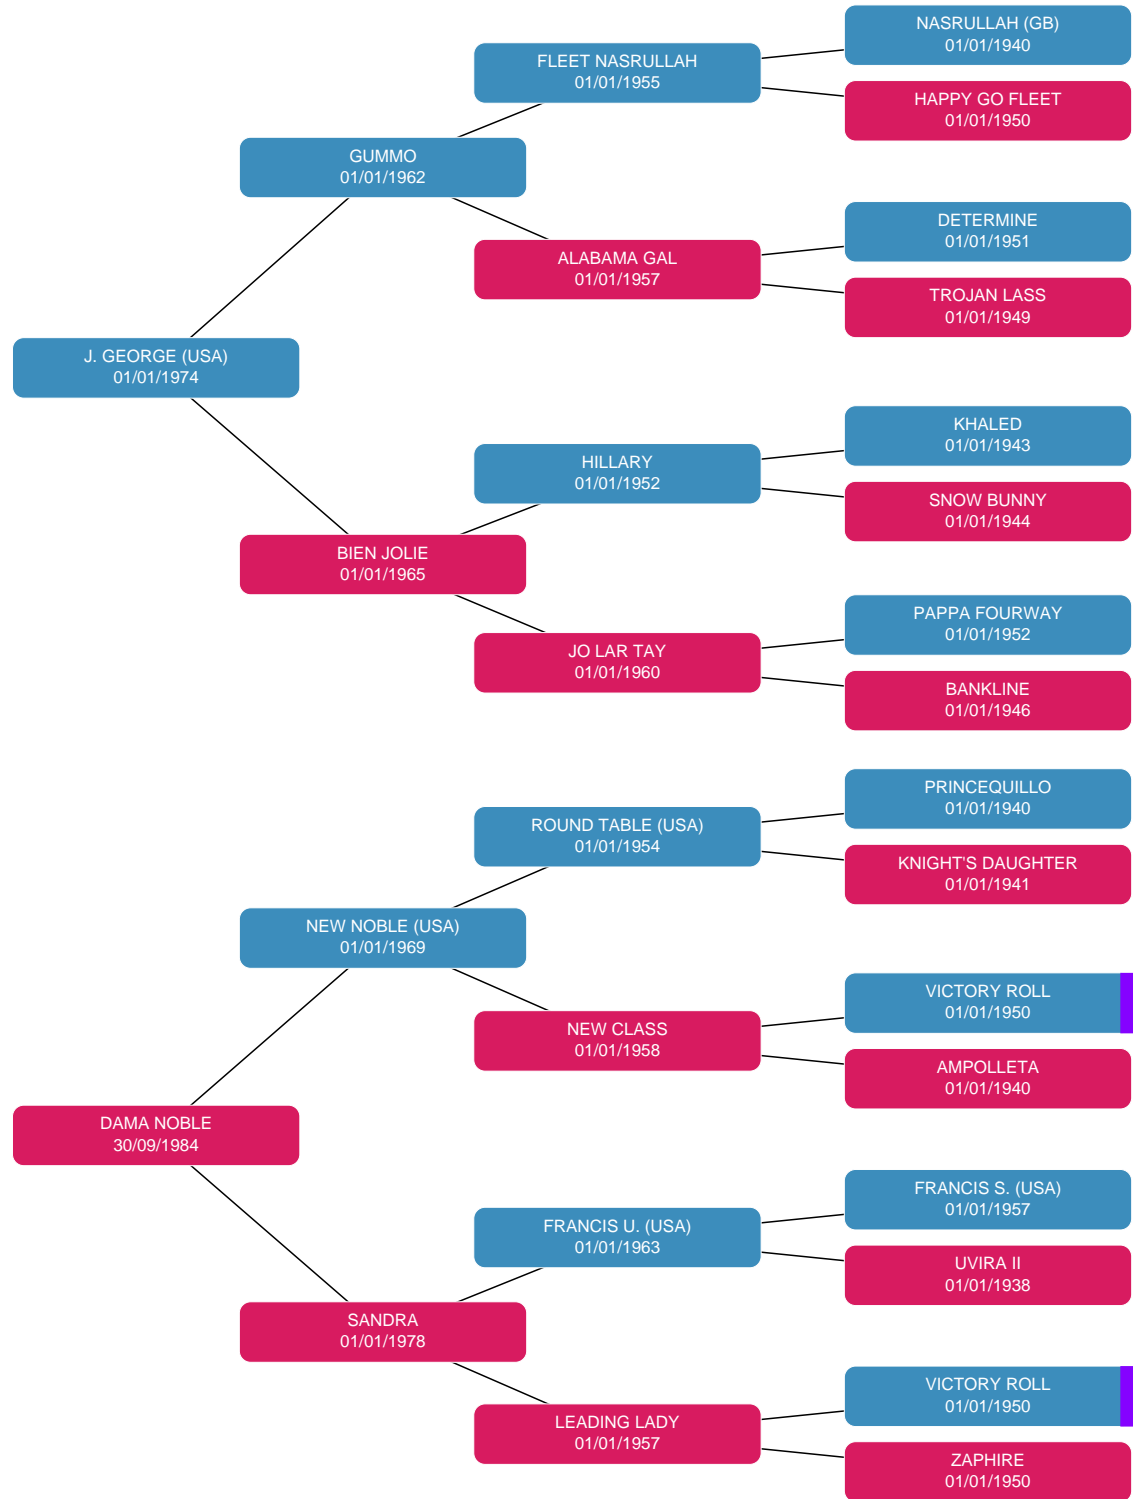 NASRULLAH (GB)
01/01/1940
FLEET NASRULLAH
01/01/1955
HAPPY GO FLEET
01/01/1950
GUMMO
01/01/1962
DETERMINE
01/01/1951
ALABAMA GAL
01/01/1957
TROJAN LASS
01/01/1949
J. GEORGE (USA)
01/01/1974
KHALED
01/01/1943
HILLARY
01/01/1952
SNOW BUNNY
01/01/1944
BIEN JOLIE
01/01/1965
PAPPA FOURWAY
01/01/1952
JO LAR TAY
01/01/1960
BANKLINE
01/01/1946
PRINCEQUILLO
01/01/1940
ROUND TABLE (USA)
01/01/1954
KNIGHT'S DAUGHTER
01/01/1941
NEW NOBLE (USA)
01/01/1969
VICTORY ROLL
01/01/1950
NEW CLASS
01/01/1958
AMPOLLETA
01/01/1940
DAMA NOBLE
30/09/1984
FRANCIS S. (USA)
01/01/1957
FRANCIS U. (USA)
01/01/1963
UVIRA II
01/01/1938
SANDRA
01/01/1978
VICTORY ROLL
01/01/1950
LEADING LADY
01/01/1957
ZAPHIRE
01/01/1950